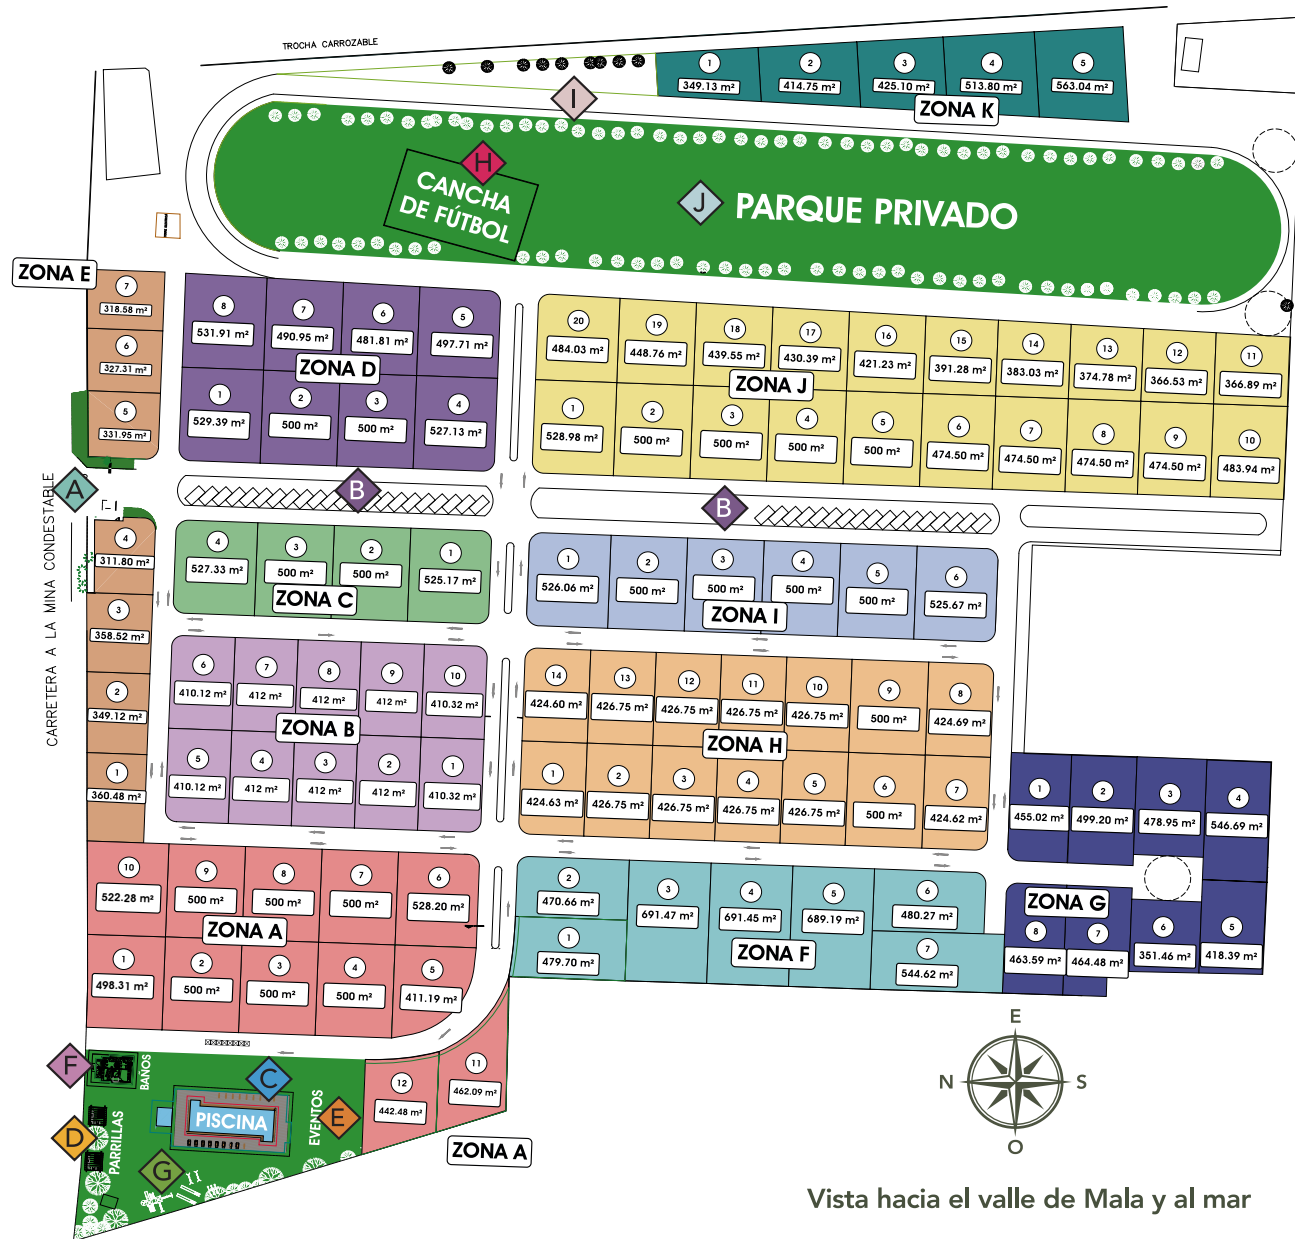 TROCHA CARROZABLE
1
349.13 m²
2
414.75 m²
3
425.10 m²
4
513.80 m²
5
563.04 m²
ZONA K
I
H
CANCHA
DE FÚTBOL
J
PARQUE PRIVADO
ZONA E
7
318.58 m²
6
327.31 m²
5
331.95 m²
8
531.91 m²
7
490.95 m²
6
481.81 m²
5
497.71 m²
ZONA D
1
529.39 m²
2
500 m²
3
500 m²
4
527.13 m²
20
484.03 m²
19
448.76 m²
18
439.55 m²
17
430.39 m²
16
421.23 m²
15
391.28 m²
14
383.03 m²
13
374.78 m²
12
366.53 m²
11
366.89 m²
ZONA J
1
528.98 m²
2
500 m²
3
500 m²
4
500 m²
5
500 m²
6
474.50 m²
7
474.50 m²
8
474.50 m²
9
474.50 m²
10
483.94 m²
A
B
B
CARRETERA A LA MINA CONDESTABLE
4
311.80 m²
3
358.52 m²
2
349.12 m²
1
360.48 m²
4
527.33 m²
3
500 m²
2
500 m²
1
525.17 m²
ZONA C
1
526.06 m²
2
500 m²
3
500 m²
4
500 m²
5
500 m²
6
525.67 m²
ZONA I
6
410.12 m²
7
412 m²
8
412 m²
9
412 m²
10
410.32 m²
ZONA B
5
410.12 m²
4
412 m²
3
412 m²
2
412 m²
1
410.32 m²
14
424.60 m²
13
426.75 m²
12
426.75 m²
11
426.75 m²
10
426.75 m²
9
500 m²
8
424.69 m²
ZONA H
1
424.63 m²
2
426.75 m²
3
426.75 m²
4
426.75 m²
5
426.75 m²
6
500 m²
7
424.62 m²
1
455.02 m²
2
499.20 m²
3
478.95 m²
4
546.69 m²
ZONA G
8
463.59 m²
7
464.48 m²
6
351.46 m²
5
418.39 m²
10
522.28 m²
9
500 m²
8
500 m²
7
500 m²
6
528.20 m²
ZONA A
1
498.31 m²
2
500 m²
3
500 m²
4
500 m²
5
411.19 m²
2
470.66 m²
1
479.70 m²
3
691.47 m²
4
691.45 m²
5
689.19 m²
6
480.27 m²
7
544.62 m²
ZONA F
F
BAÑOS
C
PISCINA
EVENTOS
E
D
PARRILLAS
G
12
442.48 m²
11
462.09 m²
ZONA A
E
N
S
O
Vista hacia el valle de Mala y al mar